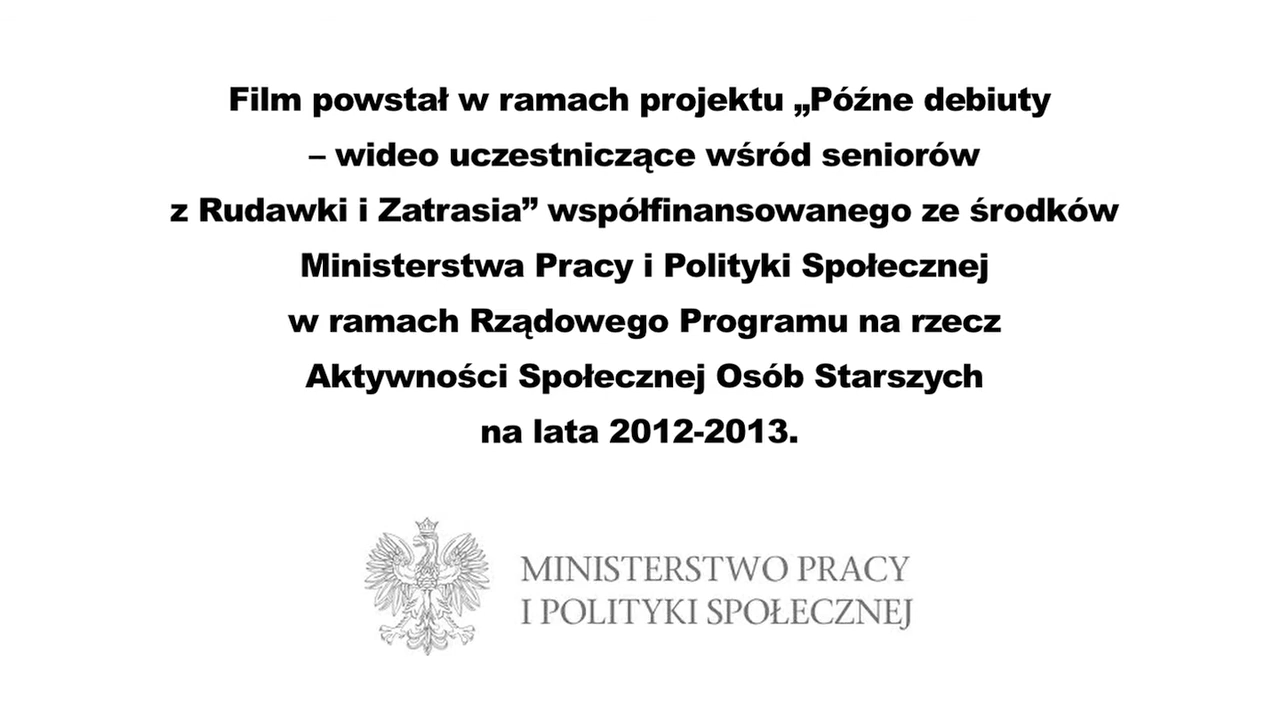 Film powstał w ramach projektu „Późne debiuty
– wideo uczestniczące wśród seniorów
z Rudawki i Zatrasia” współfinansowanego ze środków
Ministerstwa Pracy i Polityki Społecznej
w ramach Rządowego Programu na rzecz
Aktywności Społecznej Osób Starszych
na lata 2012-2013.
MINISTERSTWO PRACY
I POLITYKI SPOŁECZNEJ